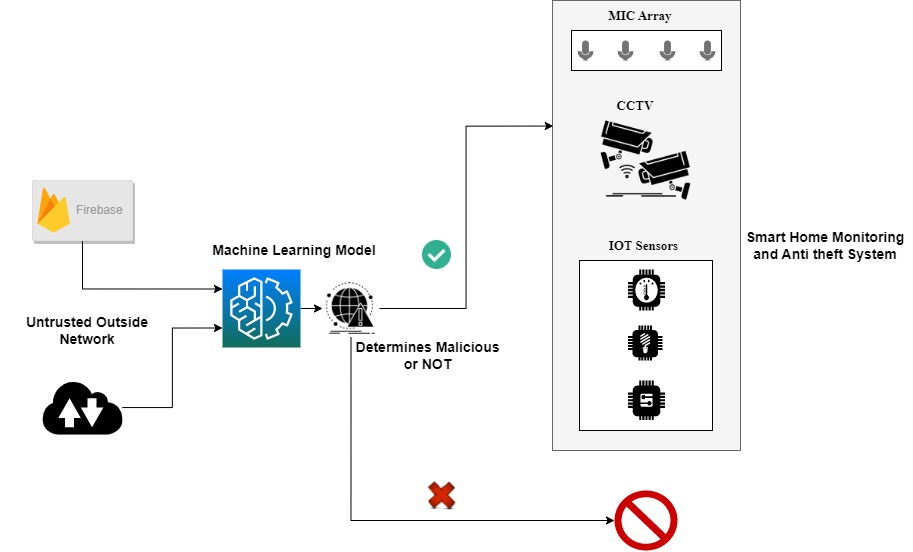 MIC Array
CCTV
Firebase
Machine Learning Model
IOT Sensors
Smart Home Monitoring
and Anti theft System
Untrusted Outside
Network
Determines Malicious
or NOT